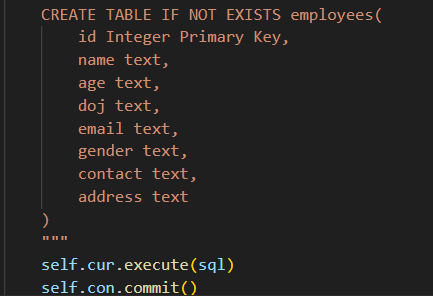 CREATE TABLE IF NOT EXISTS employees(
id Integer Primary Key,
name text,
age text,
doj text,
email text,
gender text,
contact text,
address text
)
"""
self.cur.execute(sql)
self.con.commit()